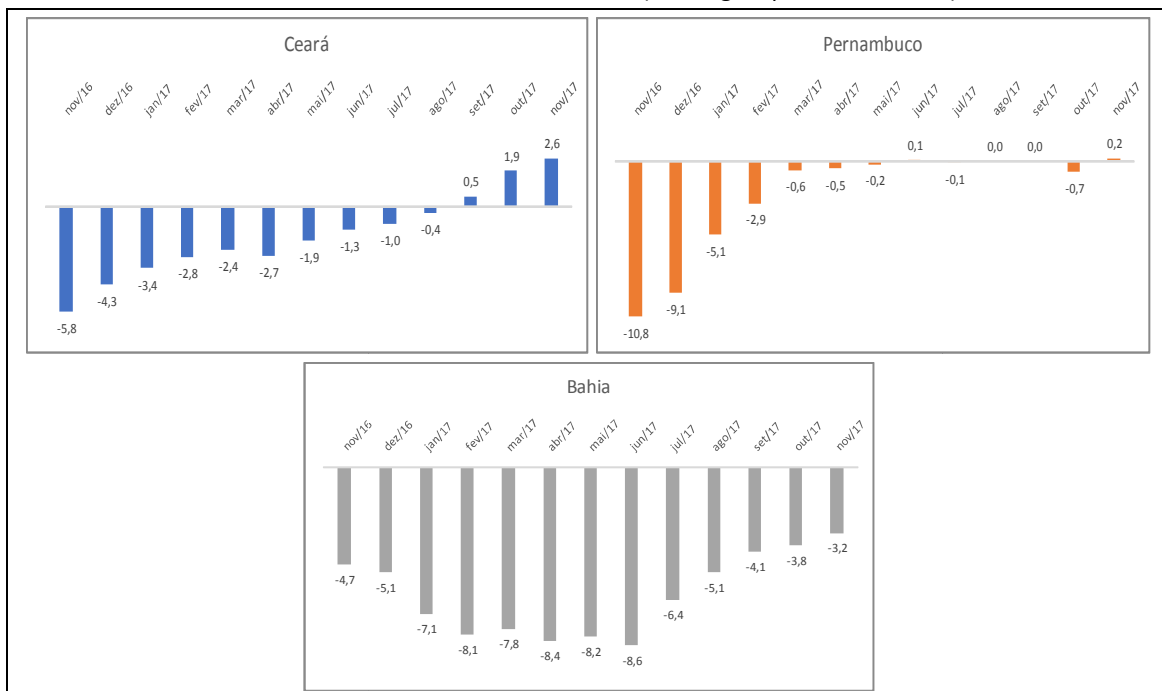 Ceará
nov/16 dez/16 jan/17 fev/17 mar/17 abr/17 mai/17 jun/17 jul/17 ago/17 set/17 out/17 nov/17
-5,8 -4,3 -3,4 -2,8 -2,4 -2,7 -1,9 -1,3 -1,0 -0,4 0,5 1,9 2,6
Pernambuco
nov/16 dez/16 jan/17 fev/17 mar/17 abr/17 mai/17 jun/17 jul/17 ago/17 set/17 out/17 nov/17
-10,8 -9,1 -5,1 -2,9 -0,6 -0,5 -0,2 0,1 -0,1 0,0 0,0 -0,7 0,2
Bahia
nov/16 dez/16 jan/17 fev/17 mar/17 abr/17 mai/17 jun/17 jul/17 ago/17 set/17 out/17 nov/17
-4,7 -5,1 -7,1 -8,1 -7,8 -8,4 -8,2 -8,6 -6,4 -5,1 -4,1 -3,8 -3,2